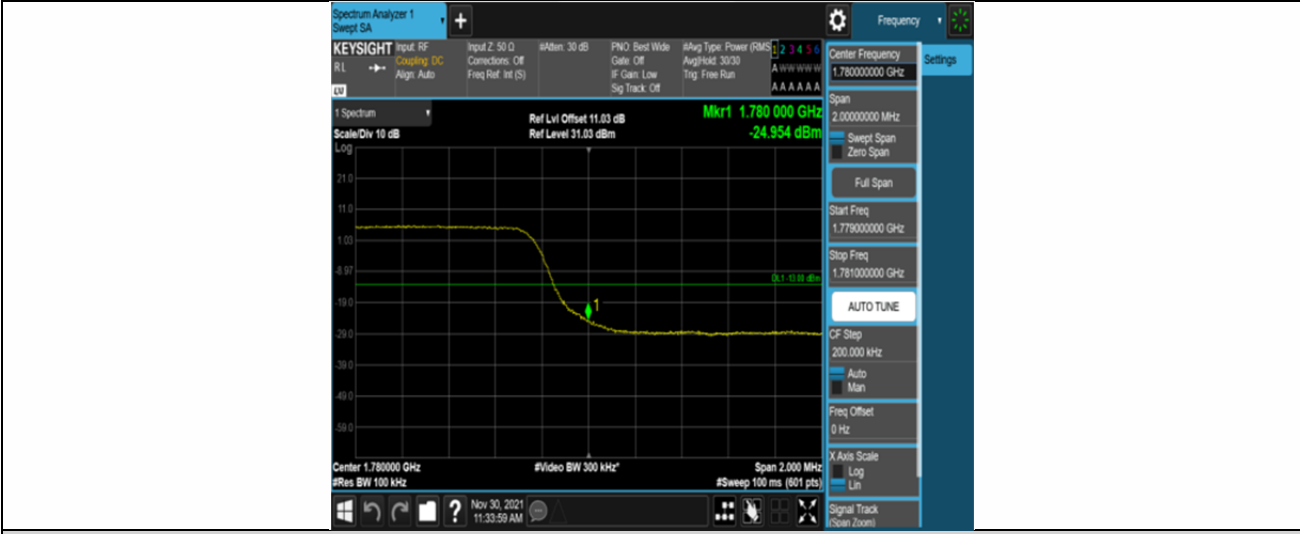 Spectrum Analyzer 1
Swept SA
+
Frequency
KEYSIGHT
RL
Input: RF
Coupling: DC
Align: Auto
Input Z: 50 Ω
Corrections: Off
Freq Ref: Int (S)
#Atten: 30 dB
PNO: Best Wide
Gate: Off
IF Gain: Low
Sig Track: Off
#Avg Type: Power (RMS
Avg|Hold: 30/30
Trig: Free Run
1 2 3 4 5 6
A W W W W W
A A A A A A
1 Spectrum
Scale/Div 10 dB
Log
Ref Lvl Offset 11.03 dB
Ref Level 31.03 dBm
Mkr1 1.780 000 GHz
-24.954 dBm
21.0
11.0
1.03
-8.97
DL1 -13.00 dBm
-19.0
1
-29.0
-39.0
-49.0
-59.0
Center 1.780000 GHz
#Res BW 100 kHz
#Video BW 300 kHz*
Span 2.000 MHz
#Sweep 100 ms (601 pts)
?
Nov 30, 2021
11:33:59 AM
Center Frequency
1.780000000 GHz
Settings
Span
2.00000000 MHz
Swept Span
Zero Span
Full Span
Start Freq
1.779000000 GHz
Stop Freq
1.781000000 GHz
AUTO TUNE
CF Step
200.000 kHz
Auto
Man
Freq Offset
0 Hz
X Axis Scale
Log
Lin
Signal Track
(Span Zoom)